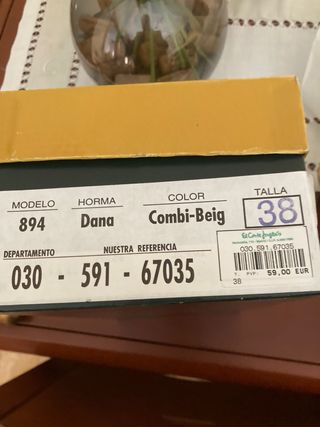 MODELO HORMA COLOR TALLA
894 Dana Combi-Beig 38
DEPARTAMENTO NUESTRA REFERENCIA
030 - 591 - 67035
El Corte Inglés
030.591.67035
T. PVP: 59,00 EUR
38